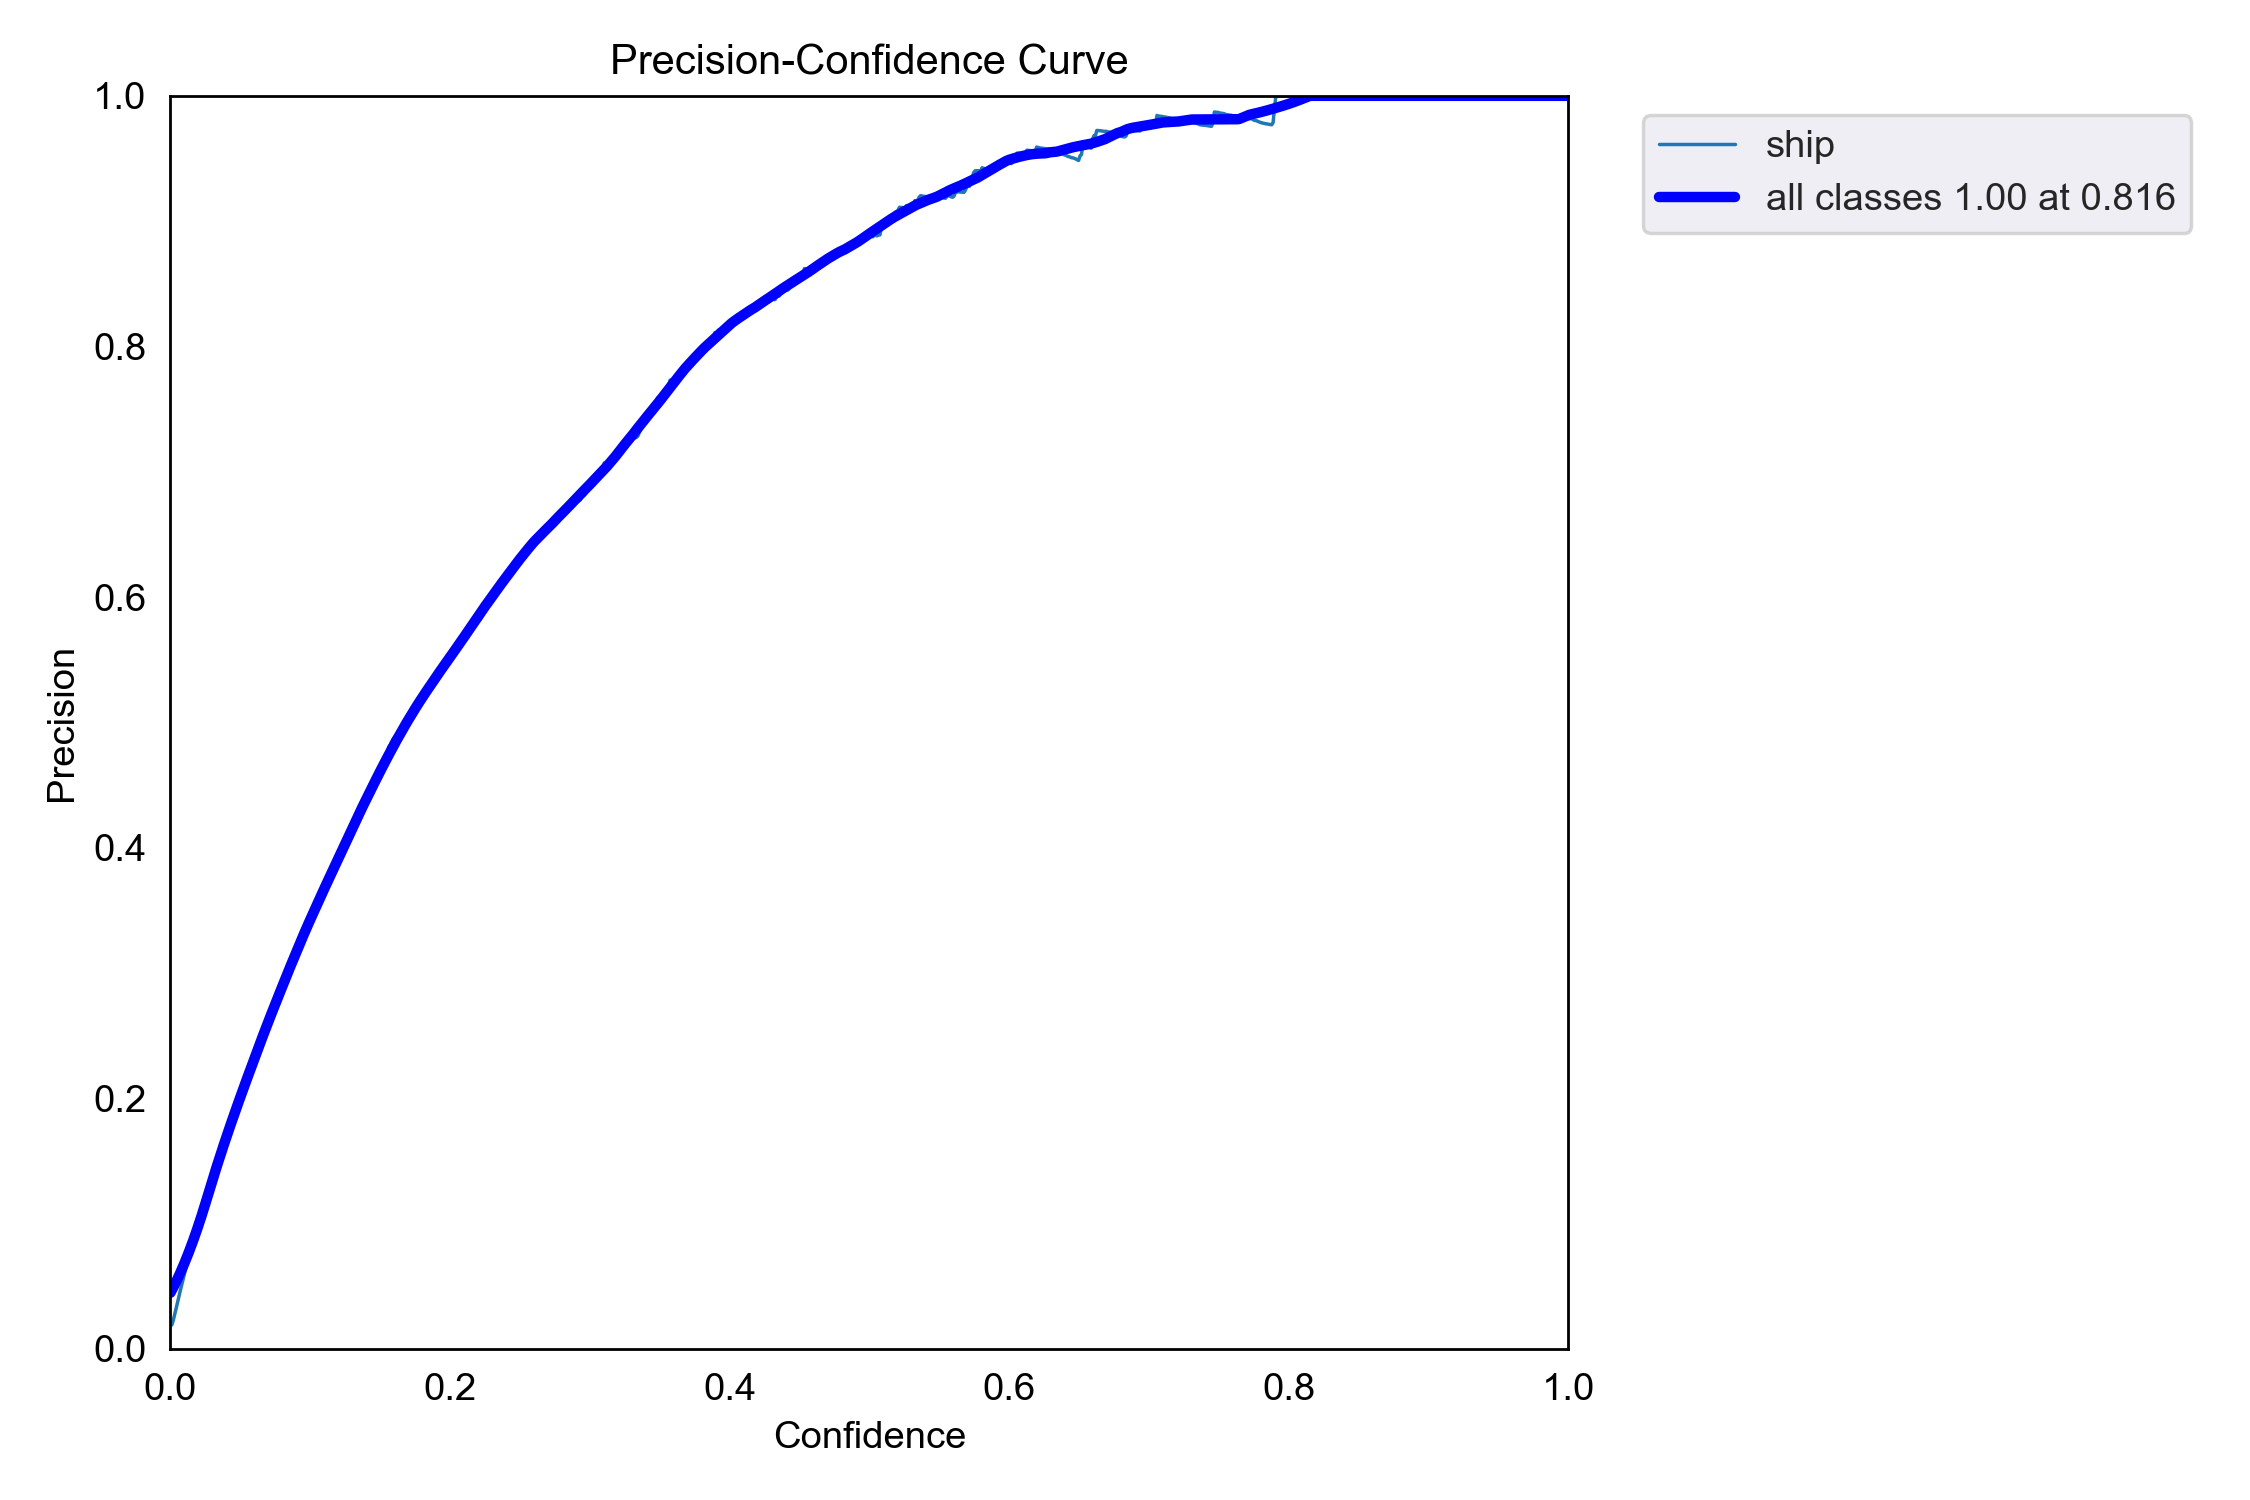 Precision-Confidence Curve
1.0
0.8
0.6
0.4
0.2
0.0
Precision
0.0 0.2 0.4 0.6 0.8 1.0
Confidence
ship
all classes 1.00 at 0.816